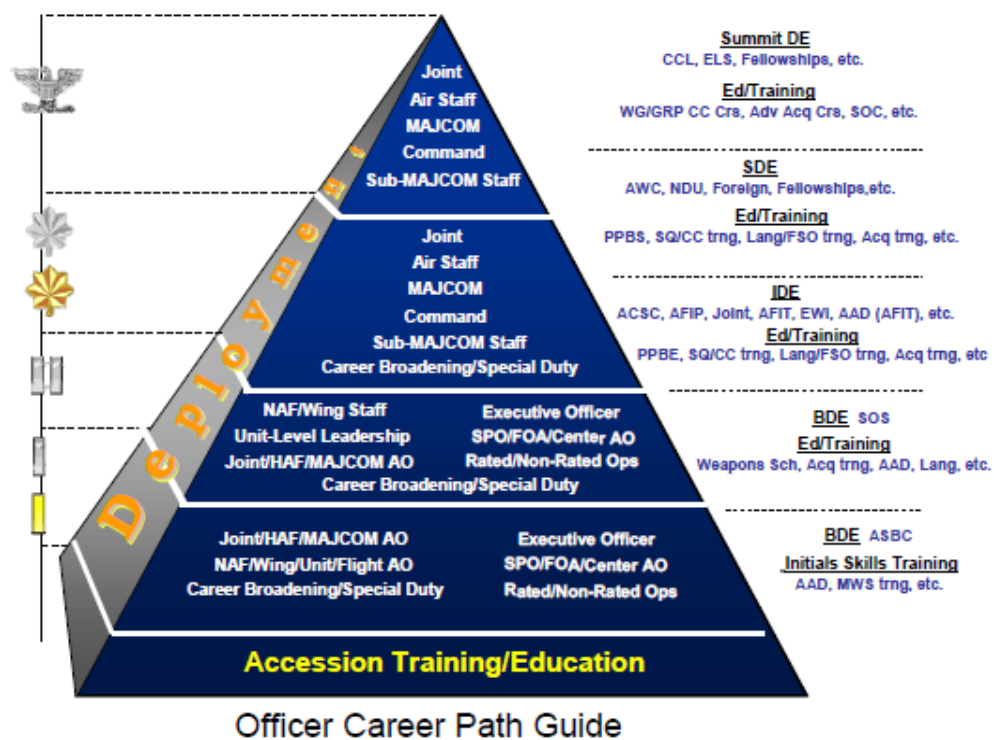 Joint
Air Staff
MAJCOM
Command
Sub-MAJCOM Staff
Summit DE
CCL, ELS, Fellowships, etc.
Ed/Training
WG/GRP CC Crs, Adv Acq Crs, SOC, etc.
SDE
AWC, NDU, Foreign, Fellowships,etc.
Ed/Training
PPBS, SQ/CC trng, Lang/FSO trng, Acq trng, etc.
Joint
Air Staff
MAJCOM
Command
Sub-MAJCOM Staff
Career Broadening/Special Duty
IDE
ACSC, AFIP, Joint, AFIT, EWI, AAD (AFIT), etc.
Ed/Training
PPBE, SQ/CC trng, Lang/FSO trng, Acq trng, etc
NAF/Wing Staff Executive Officer
Unit-Level Leadership SPO/FOA/Center AO
Joint/HAF/MAJCOM AO Rated/Non-Rated Ops
Career Broadening/Special Duty
BDE SOS
Ed/Training
Weapons Sch, Acq trng, AAD, Lang, etc.
Joint/HAF/MAJCOM AO Executive Officer
NAF/Wing/Unit/Flight AO SPO/FOA/Center AO
Career Broadening/Special Duty Rated/Non-Rated Ops
BDE ASBC
Initials Skills Training
AAD, MWS trng, etc.
Deployment
Accession Training/Education
Officer Career Path Guide